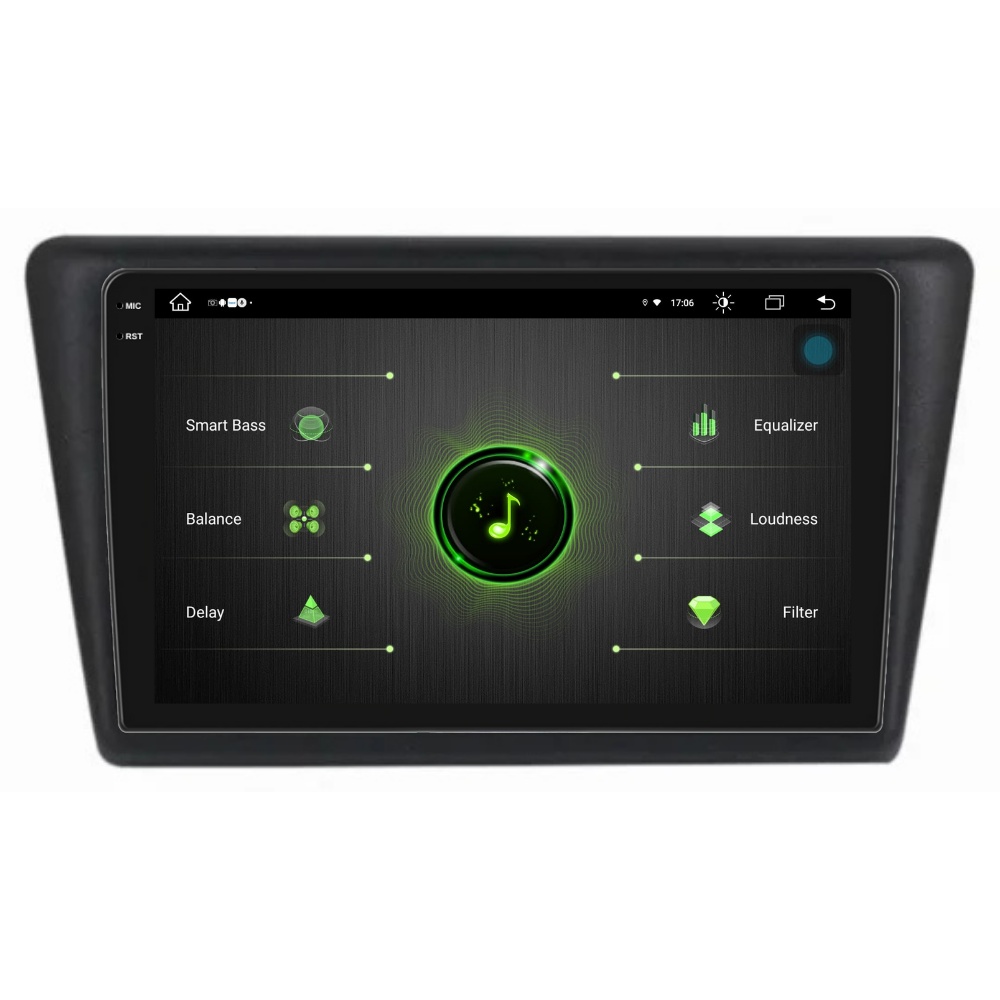 MIC
17:06
RST
Smart Bass
Equalizer
Balance
Loudness
Delay
Filter